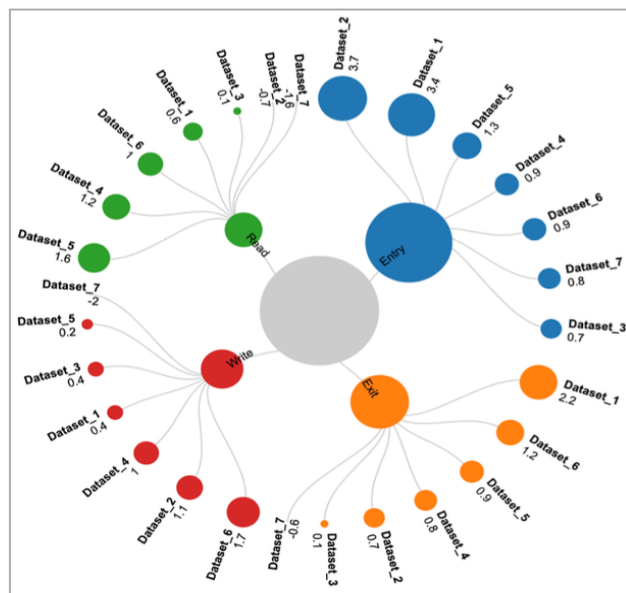 Dataset_2
3.7
Dataset_1
3.4
Dataset_5
1.3
Dataset_4
0.9
Dataset_6
0.9
Dataset_7
0.8
Dataset_3
0.7
Entry
Dataset_1
2.2
Dataset_6
1.2
Dataset_5
0.9
Dataset_4
0.8
Dataset_2
0.7
Dataset_3
0.1
Dataset_7
-0.6
Exit
Dataset_6
1.7
Dataset_2
1.1
Dataset_4
1
Dataset_1
0.4
Dataset_3
0.4
Dataset_5
0.2
Dataset_7
-2
Write
Dataset_5
1.6
Dataset_4
1.2
Dataset_6
1
Dataset_1
0.6
Dataset_3
0.1
Dataset_2
-0.7
Dataset_7
-1.6
Read